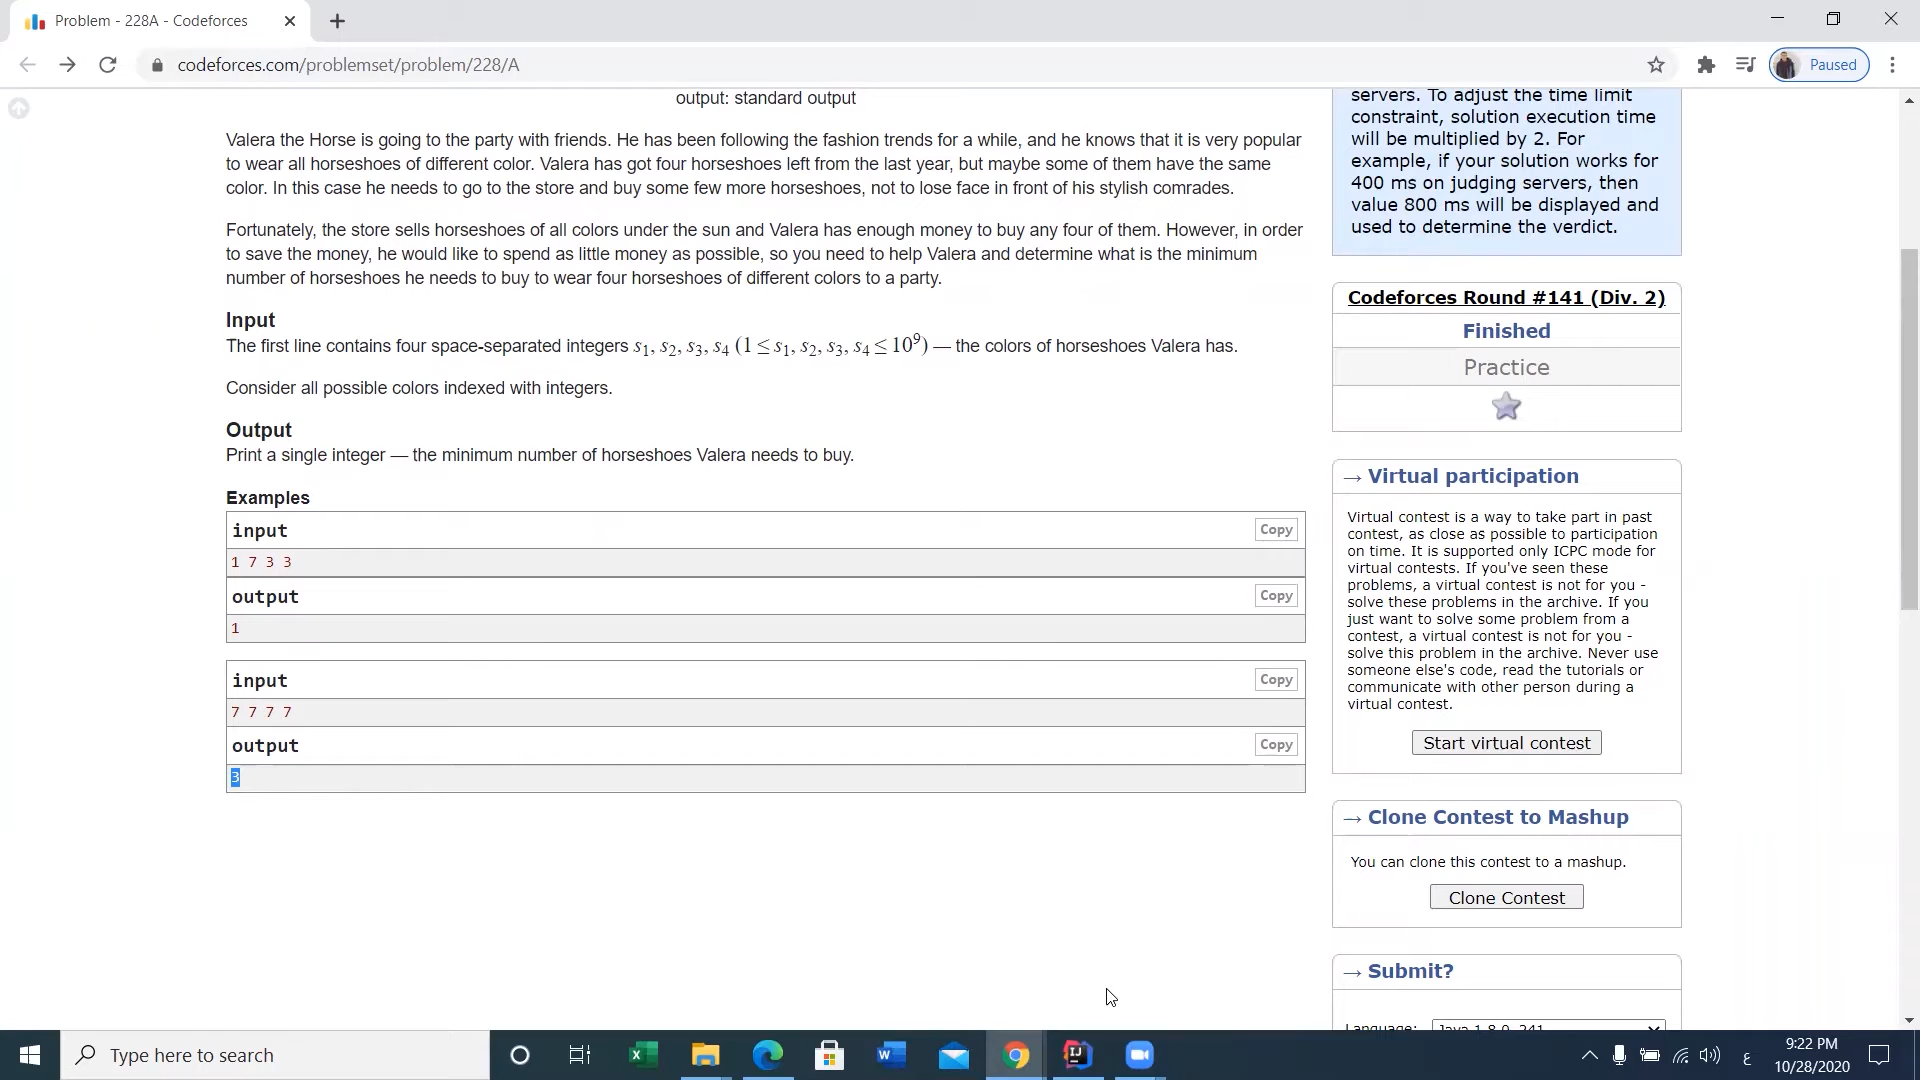 Problem - 228A - Codeforces
codeforces.com/problemset/problem/228/A
Paused
output: standard output
Valera the Horse is going to the party with friends. He has been following the fashion trends for a while, and he knows that it is very popular
to wear all horseshoes of different color. Valera has got four horseshoes left from the last year, but maybe some of them have the same
color. In this case he needs to go to the store and buy some few more horseshoes, not to lose face in front of his stylish comrades.
Fortunately, the store sells horseshoes of all colors under the sun and Valera has enough money to buy any four of them. However, in order
to save the money, he would like to spend as little money as possible, so you need to help Valera and determine what is the minimum
number of horseshoes he needs to buy to wear four horseshoes of different colors to a party.
Input
The first line contains four space-separated integers s1, s2, s3, s4 (1 ≤ s1, s2, s3, s4 ≤ 10^9) — the colors of horseshoes Valera has.
Consider all possible colors indexed with integers.
Output
Print a single integer — the minimum number of horseshoes Valera needs to buy.
Examples
input
Copy
1 7 3 3
output
Copy
1
input
Copy
7 7 7 7
output
Copy
3
servers. To adjust the time limit
constraint, solution execution time
will be multiplied by 2. For
example, if your solution works for
400 ms on judging servers, then
value 800 ms will be displayed and
used to determine the verdict.
Codeforces Round #141 (Div. 2)
Finished
Practice
→ Virtual participation
Virtual contest is a way to take part in past
contest, as close as possible to participation
on time. It is supported only ICPC mode for
virtual contests. If you've seen these
problems, a virtual contest is not for you -
solve these problems in the archive. If you
just want to solve some problem from a
contest, a virtual contest is not for you -
solve this problem in the archive. Never use
someone else's code, read the tutorials or
communicate with other person during a
virtual contest.
Start virtual contest
→ Clone Contest to Mashup
You can clone this contest to a mashup.
Clone Contest
→ Submit?
Language: Java 1.8.0_241
Type here to search
ع
9:22 PM
10/28/2020